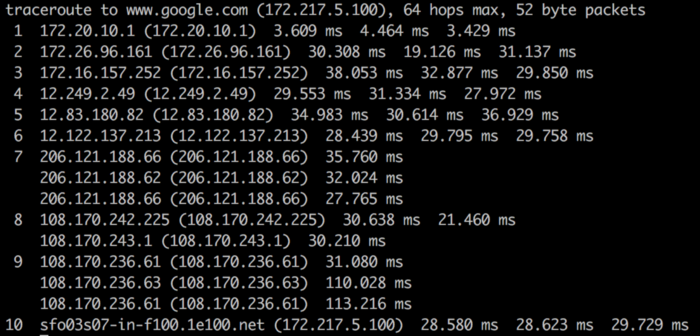 traceroute to www.google.com (172.217.5.100), 64 hops max, 52 byte packets
1 172.20.10.1 (172.20.10.1) 3.609 ms 4.464 ms 3.429 ms
2 172.26.96.161 (172.26.96.161) 30.308 ms 19.126 ms 31.137 ms
3 172.16.157.252 (172.16.157.252) 38.053 ms 32.877 ms 29.850 ms
4 12.249.2.49 (12.249.2.49) 29.553 ms 31.334 ms 27.972 ms
5 12.83.180.82 (12.83.180.82) 34.983 ms 30.614 ms 36.929 ms
6 12.122.137.213 (12.122.137.213) 28.439 ms 29.795 ms 29.758 ms
7 206.121.188.66 (206.121.188.66) 35.760 ms
206.121.188.62 (206.121.188.62) 32.024 ms
206.121.188.66 (206.121.188.66) 27.765 ms
8 108.170.242.225 (108.170.242.225) 30.638 ms 21.460 ms
108.170.243.1 (108.170.243.1) 30.210 ms
9 108.170.236.61 (108.170.236.61) 31.080 ms
108.170.236.63 (108.170.236.63) 110.028 ms
108.170.236.61 (108.170.236.61) 113.216 ms
10 sfo03s07-in-f100.1e100.net (172.217.5.100) 28.580 ms 28.623 ms 29.729 ms